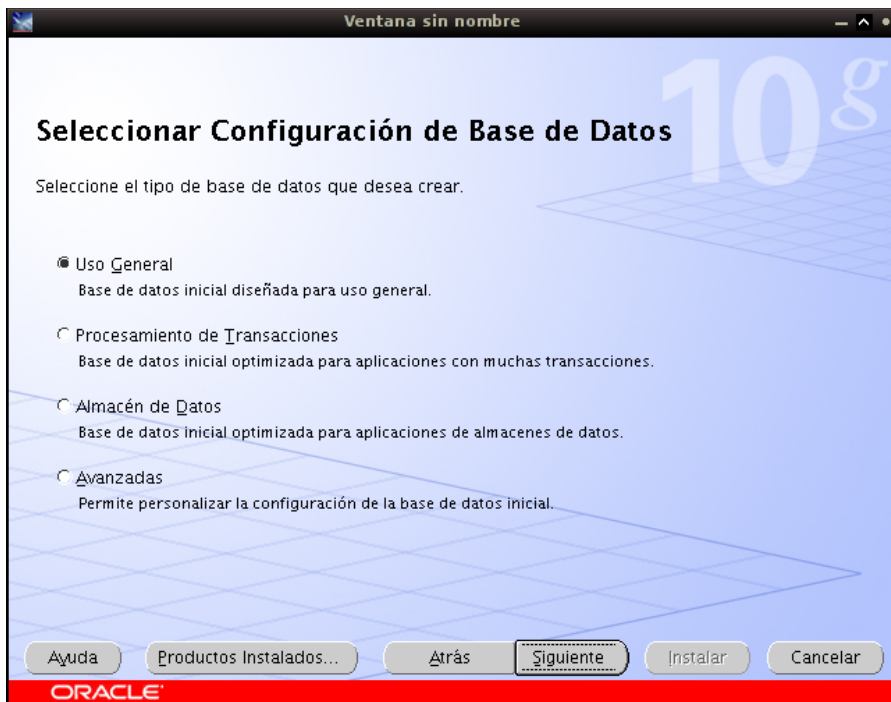 Ventana sin nombre
10g
Seleccionar Configuración de Base de Datos
Seleccione el tipo de base de datos que desea crear.
Uso General
Base de datos inicial diseñada para uso general.
Procesamiento de Transacciones
Base de datos inicial optimizada para aplicaciones con muchas transacciones.
Almacén de Datos
Base de datos inicial optimizada para aplicaciones de almacenes de datos.
Avanzadas
Permite personalizar la configuración de la base de datos inicial.
Ayuda Productos Instalados... Atrás Siguiente Instalar Cancelar
ORACLE